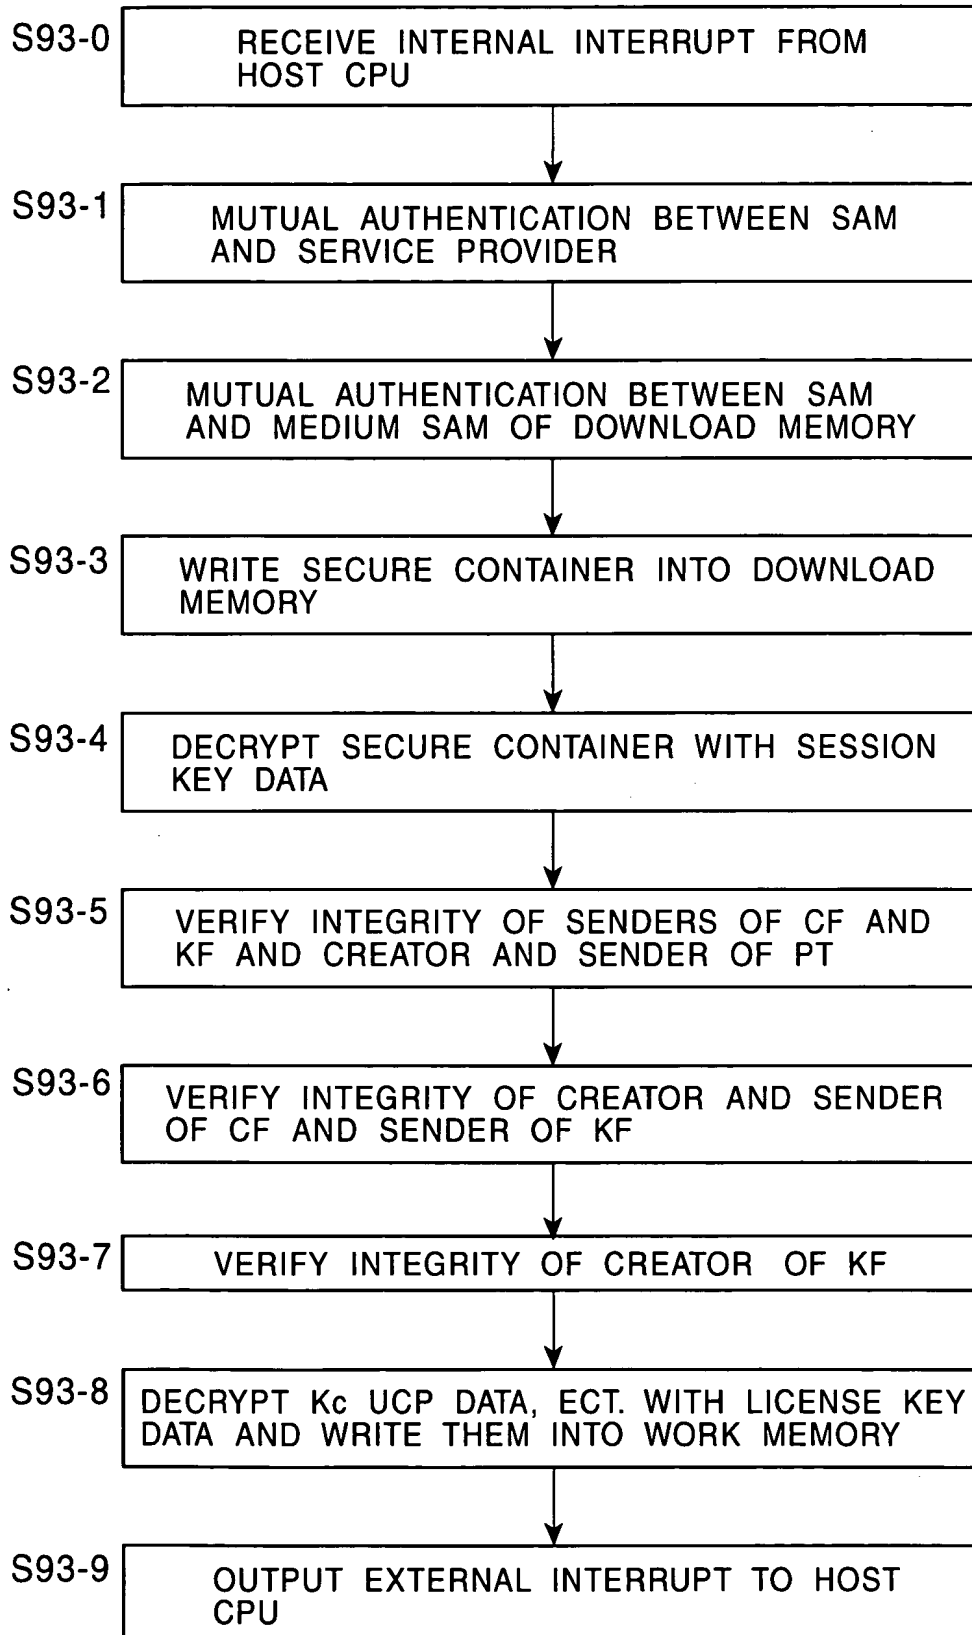 S93-0
RECEIVE INTERNAL INTERRUPT FROM
HOST CPU
S93-1
MUTUAL AUTHENTICATION BETWEEN SAM
AND SERVICE PROVIDER
S93-2
MUTUAL AUTHENTICATION BETWEEN SAM
AND MEDIUM SAM OF DOWNLOAD MEMORY
S93-3
WRITE SECURE CONTAINER INTO DOWNLOAD
MEMORY
S93-4
DECRYPT SECURE CONTAINER WITH SESSION
KEY DATA
S93-5
VERIFY INTEGRITY OF SENDERS OF CF AND
KF AND CREATOR AND SENDER OF PT
S93-6
VERIFY INTEGRITY OF CREATOR AND SENDER
OF CF AND SENDER OF KF
S93-7
VERIFY INTEGRITY OF CREATOR OF KF
S93-8
DECRYPT Kc UCP DATA, ECT. WITH LICENSE KEY
DATA AND WRITE THEM INTO WORK MEMORY
S93-9
OUTPUT EXTERNAL INTERRUPT TO HOST
CPU